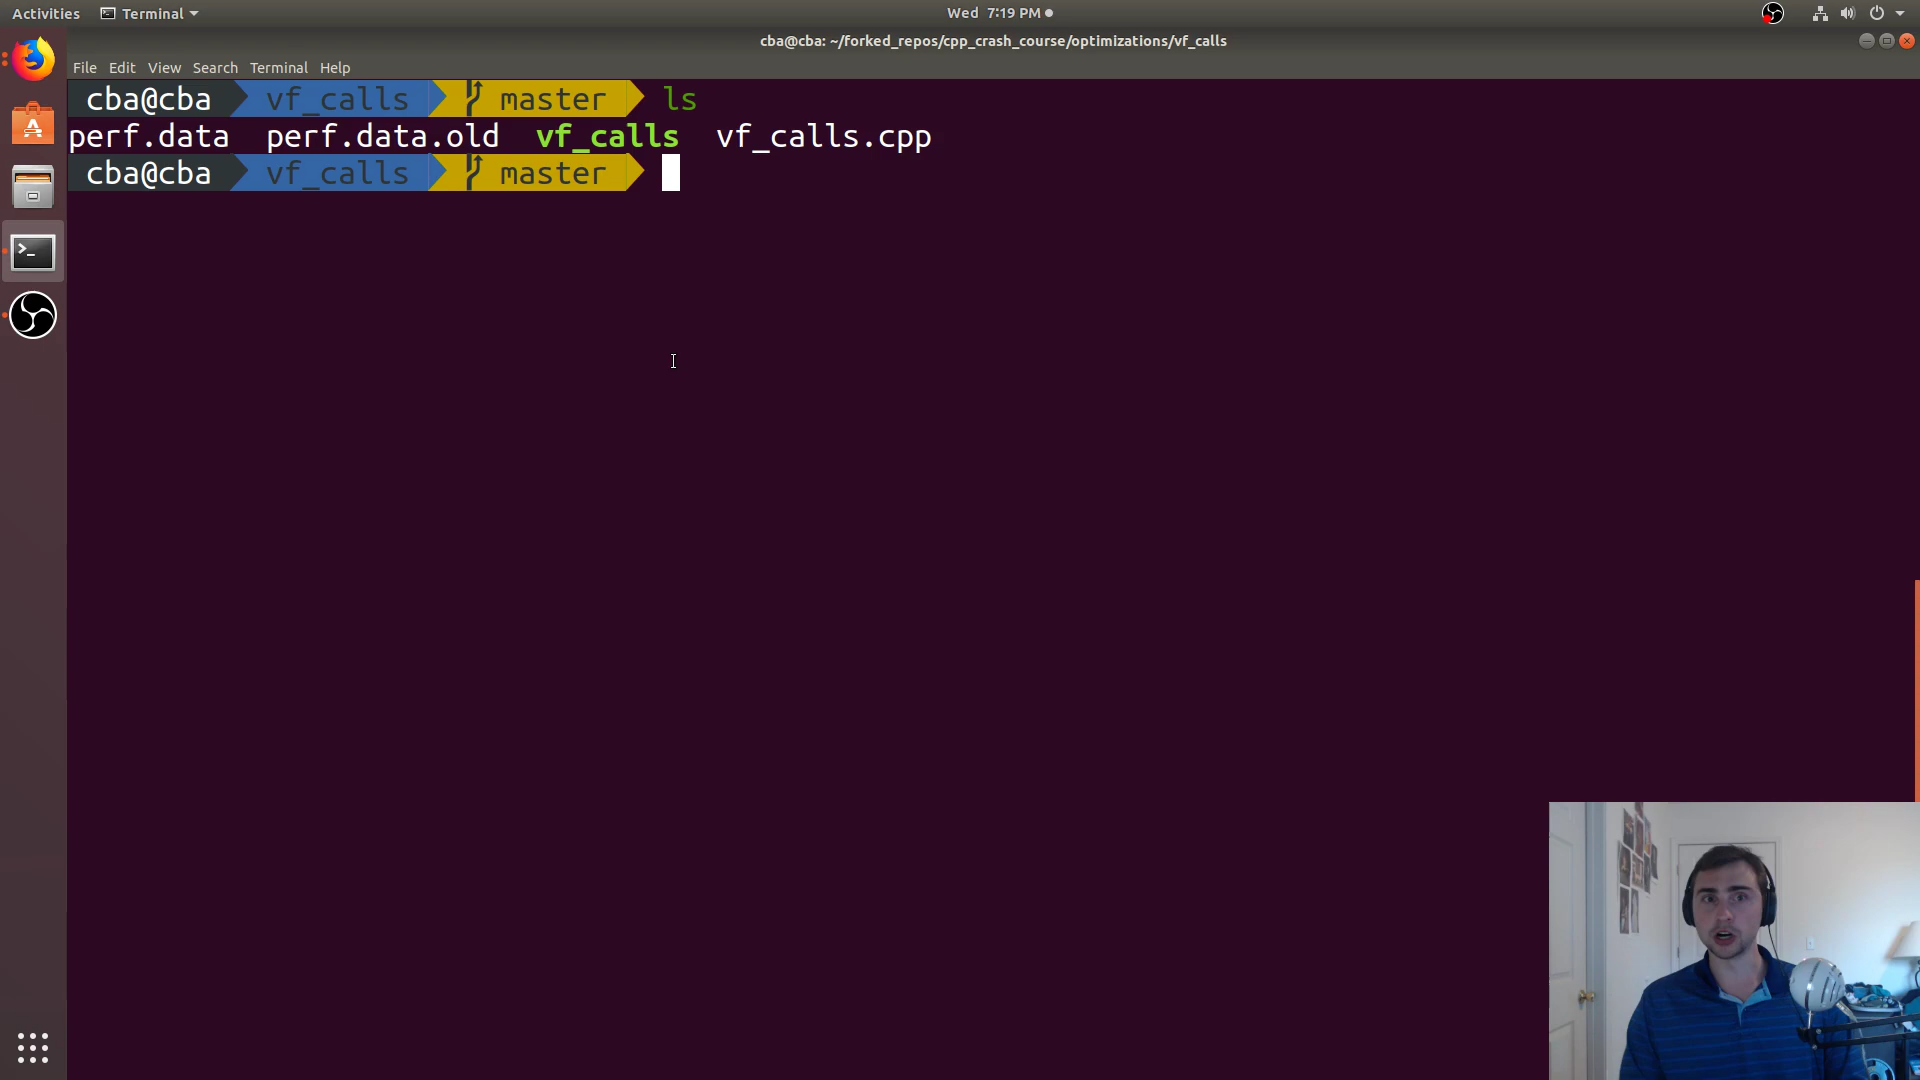 Activities Terminal Wed 7:19 PM
cba@cba: ~/forked_repos/cpp_crash_course/optimizations/vf_calls
File Edit View Search Terminal Help
cba@cba vf_calls master ls
perf.data perf.data.old vf_calls vf_calls.cpp
cba@cba vf_calls master